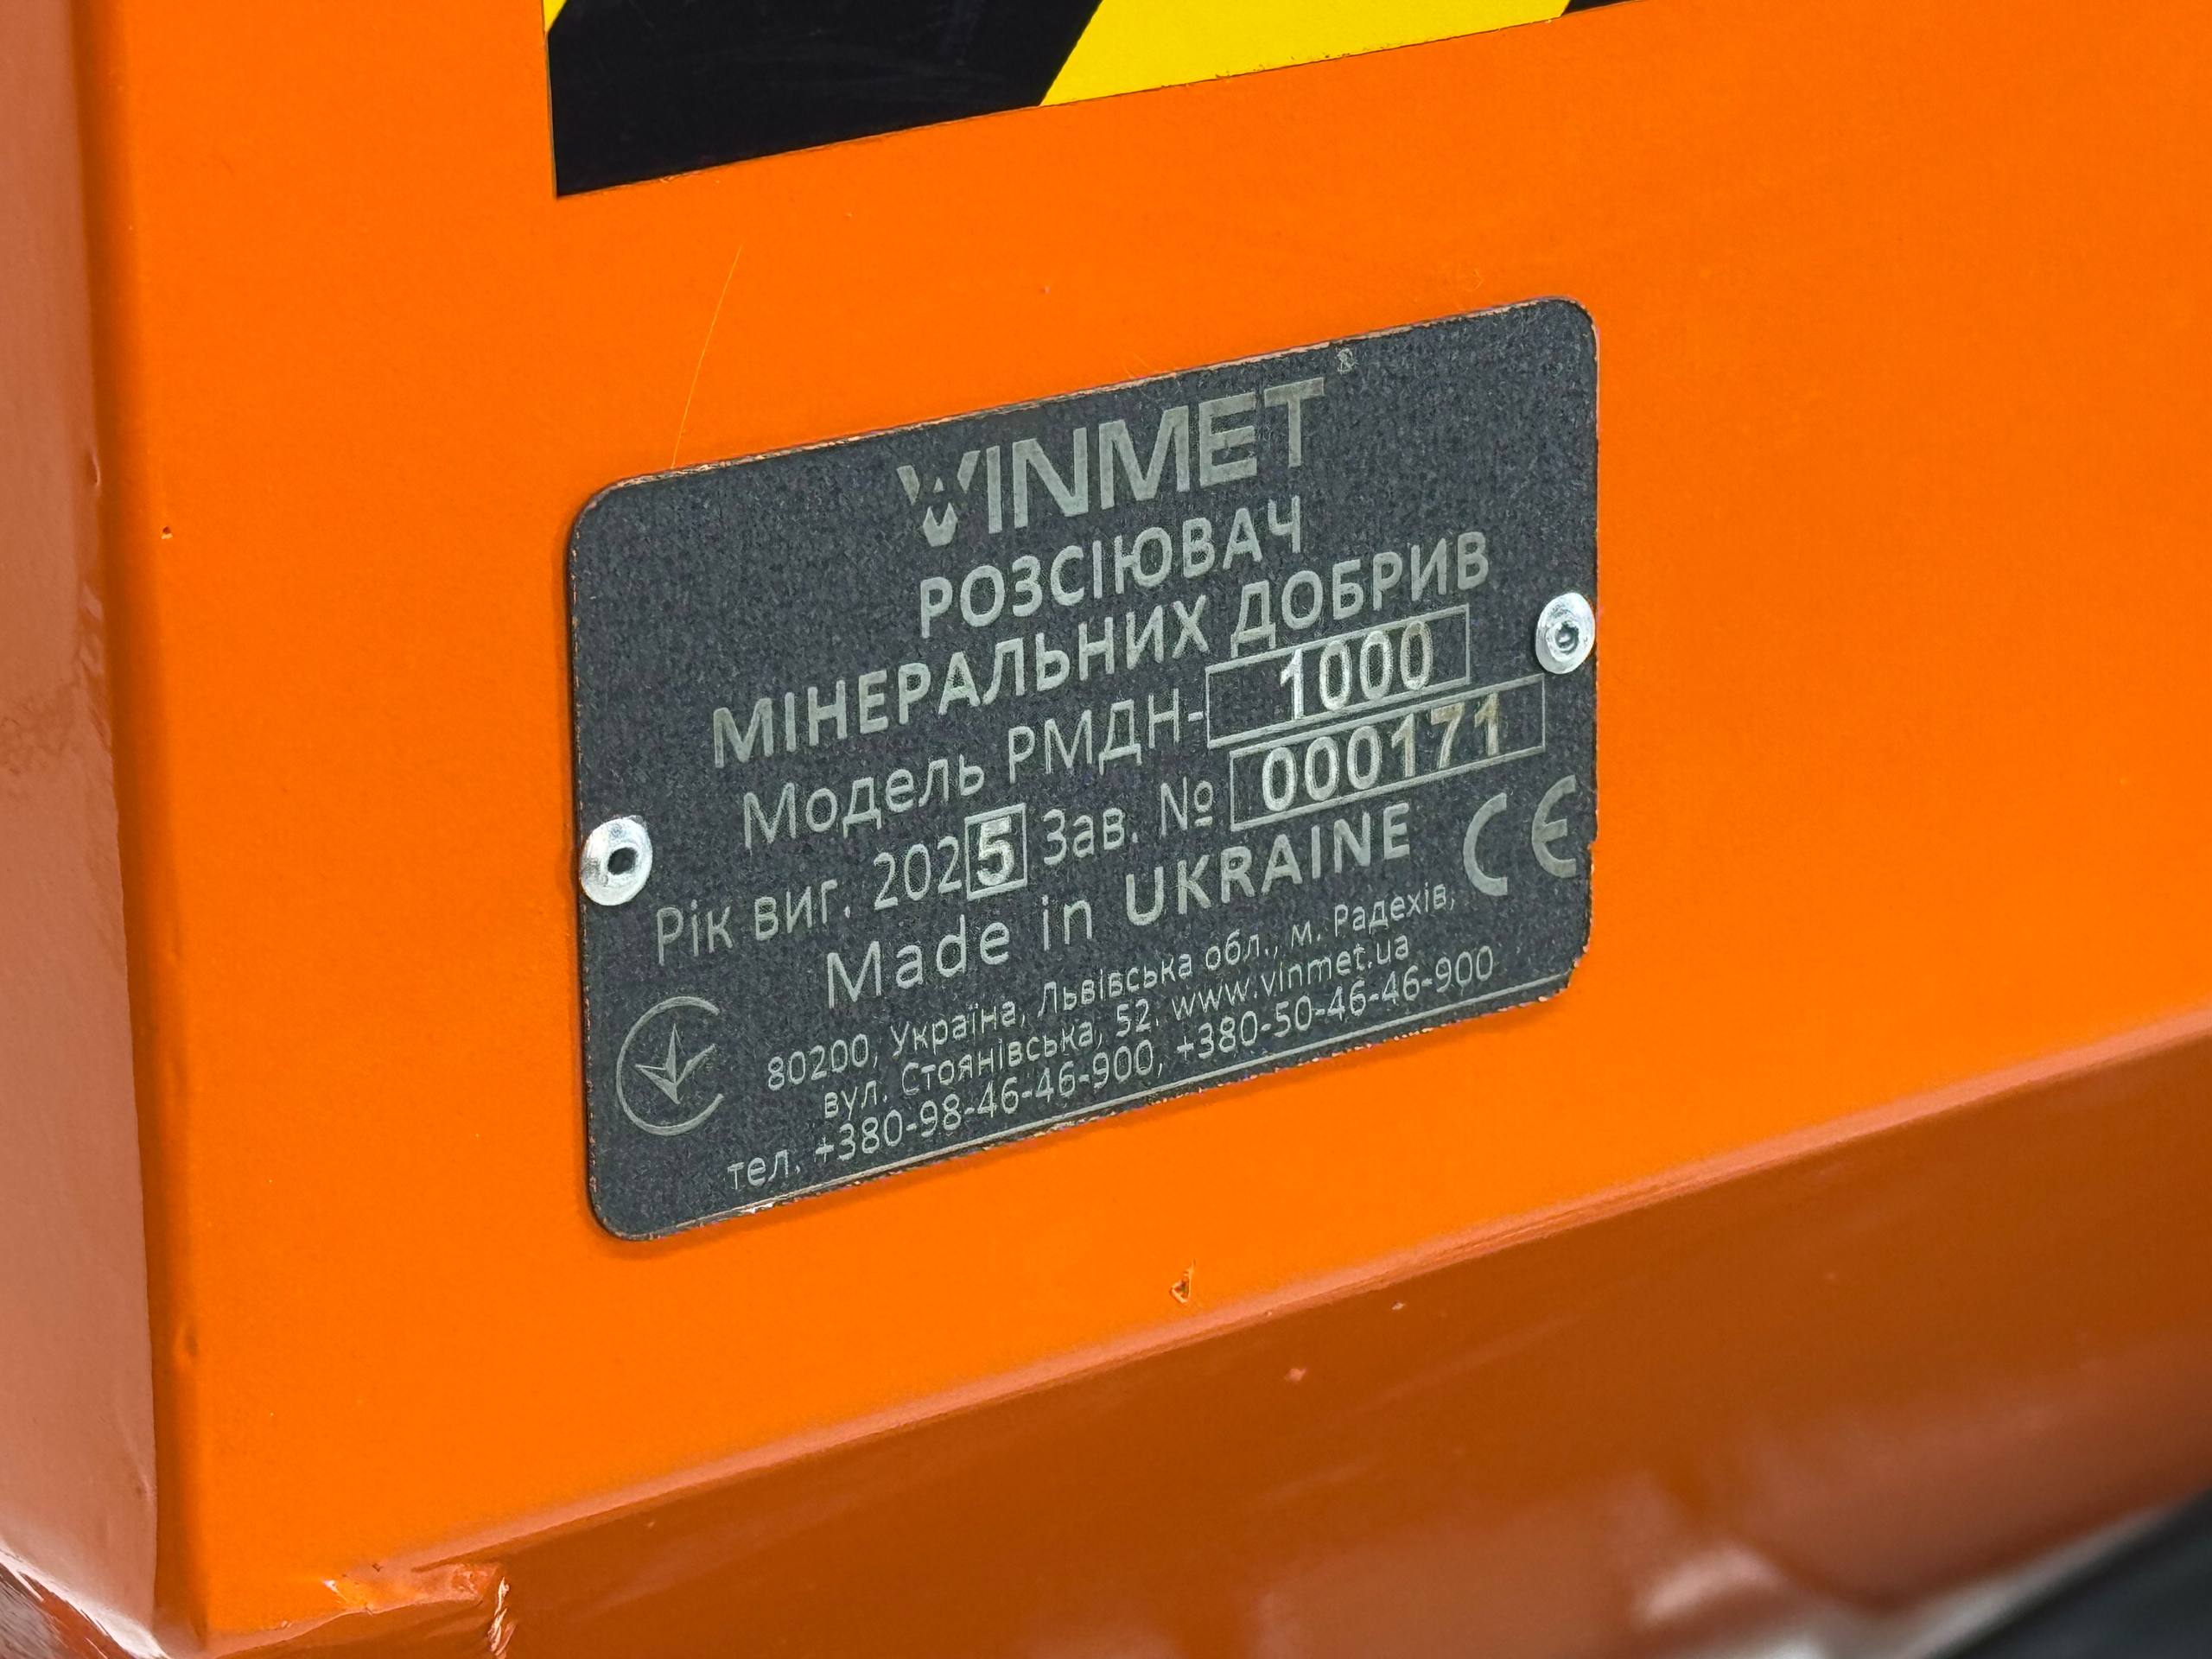 VINMET®
РОЗСІЮВАЧ
МІНЕРАЛЬНИХ ДОБРИВ
Модель РМДН-1000
Рік виг. 2025 Зав. № 000171
Made in UKRAINE CE
80200, Україна, Львівська обл., м. Радехів,
вул. Стоянівська, 52. www.vinmet.ua
тел. +380-98-46-46-900, +380-50-46-46-900